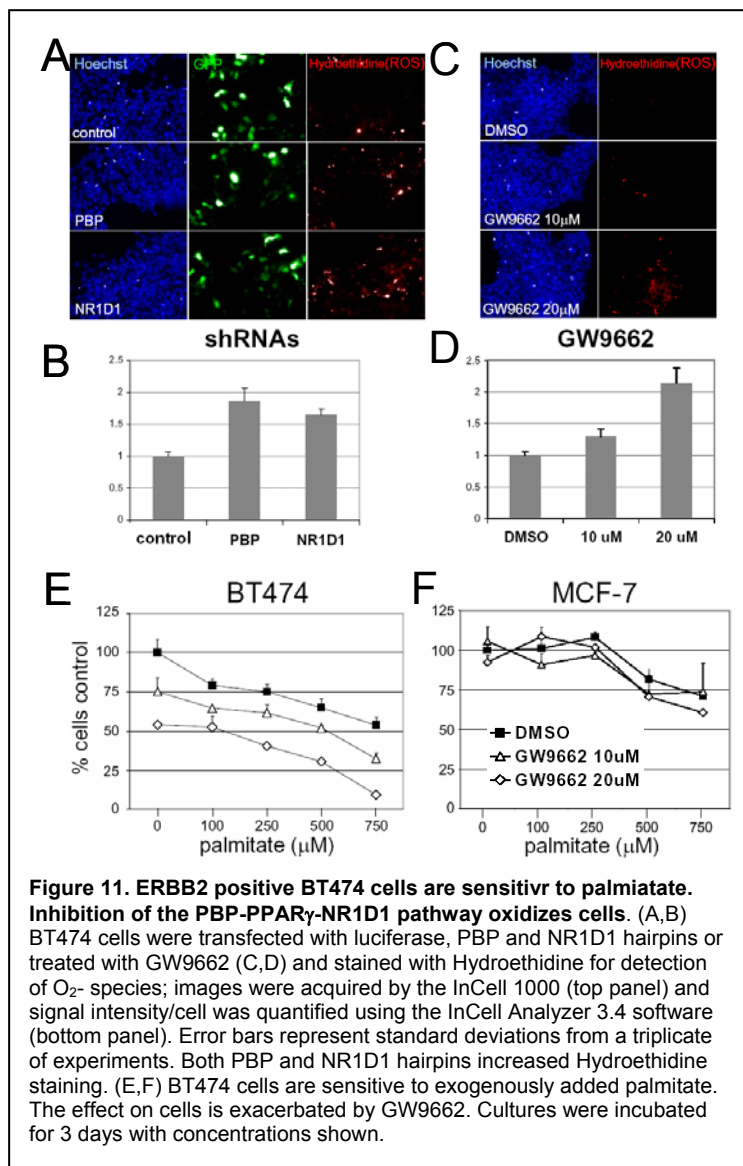 A
C
Hoechst GFP Hydroethidine(ROS)
control
PBP
NR1D1
Hoechst Hydroethidine(ROS)
DMSO
GW9662 10µM
GW9662 20µM
shRNAs
B
2.5
2
1.5
1
0.5
0
control PBP NR1D1
GW9662
D
2.5
2
1.5
1
0.5
0
DMSO 10 uM 20 uM
E
BT474
% cells control
125
100
75
50
25
0
0 100 250 500 750
palmitate (µM)
F
MCF-7
125
100
75
50
25
0
DMSO
GW9662 10uM
GW9662 20uM
0 100 250 500 750
palmitate (µM)
Figure 11. ERBB2 positive BT474 cells are sensitivr to palmiatate.
Inhibition of the PBP-PPARγ-NR1D1 pathway oxidizes cells. (A,B)
BT474 cells were transfected with luciferase, PBP and NR1D1 hairpins or
treated with GW9662 (C,D) and stained with Hydroethidine for detection
of O₂- species; images were acquired by the InCell 1000 (top panel) and
signal intensity/cell was quantified using the InCell Analyzer 3.4 software
(bottom panel). Error bars represent standard deviations from a triplicate
of experiments. Both PBP and NR1D1 hairpins increased Hydroethidine
staining. (E,F) BT474 cells are sensitive to exogenously added palmitate.
The effect on cells is exacerbated by GW9662. Cultures were incubated
for 3 days with concentrations shown.